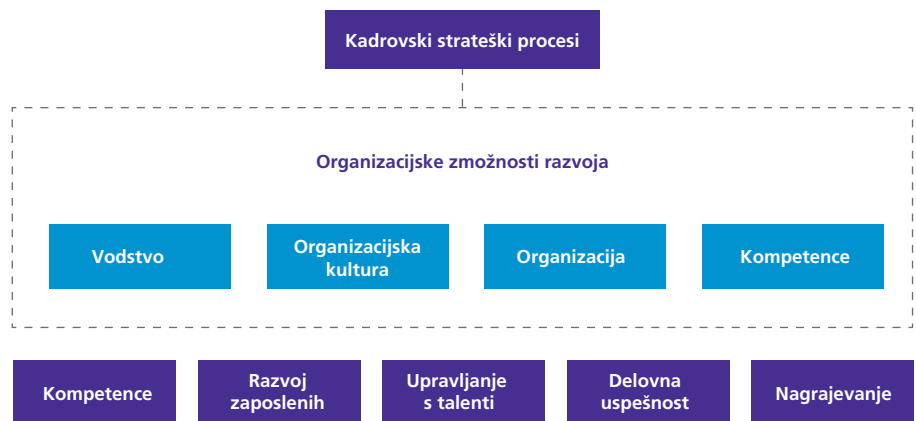 Kadrovski strateški procesi
Organizacijske zmožnosti razvoja
Vodstvo
Organizacijska
kultura
Organizacija
Kompetence
Kompetence
Razvoj
zaposlenih
Upravljanje
s talenti
Delovna
uspešnost
Nagrajevanje